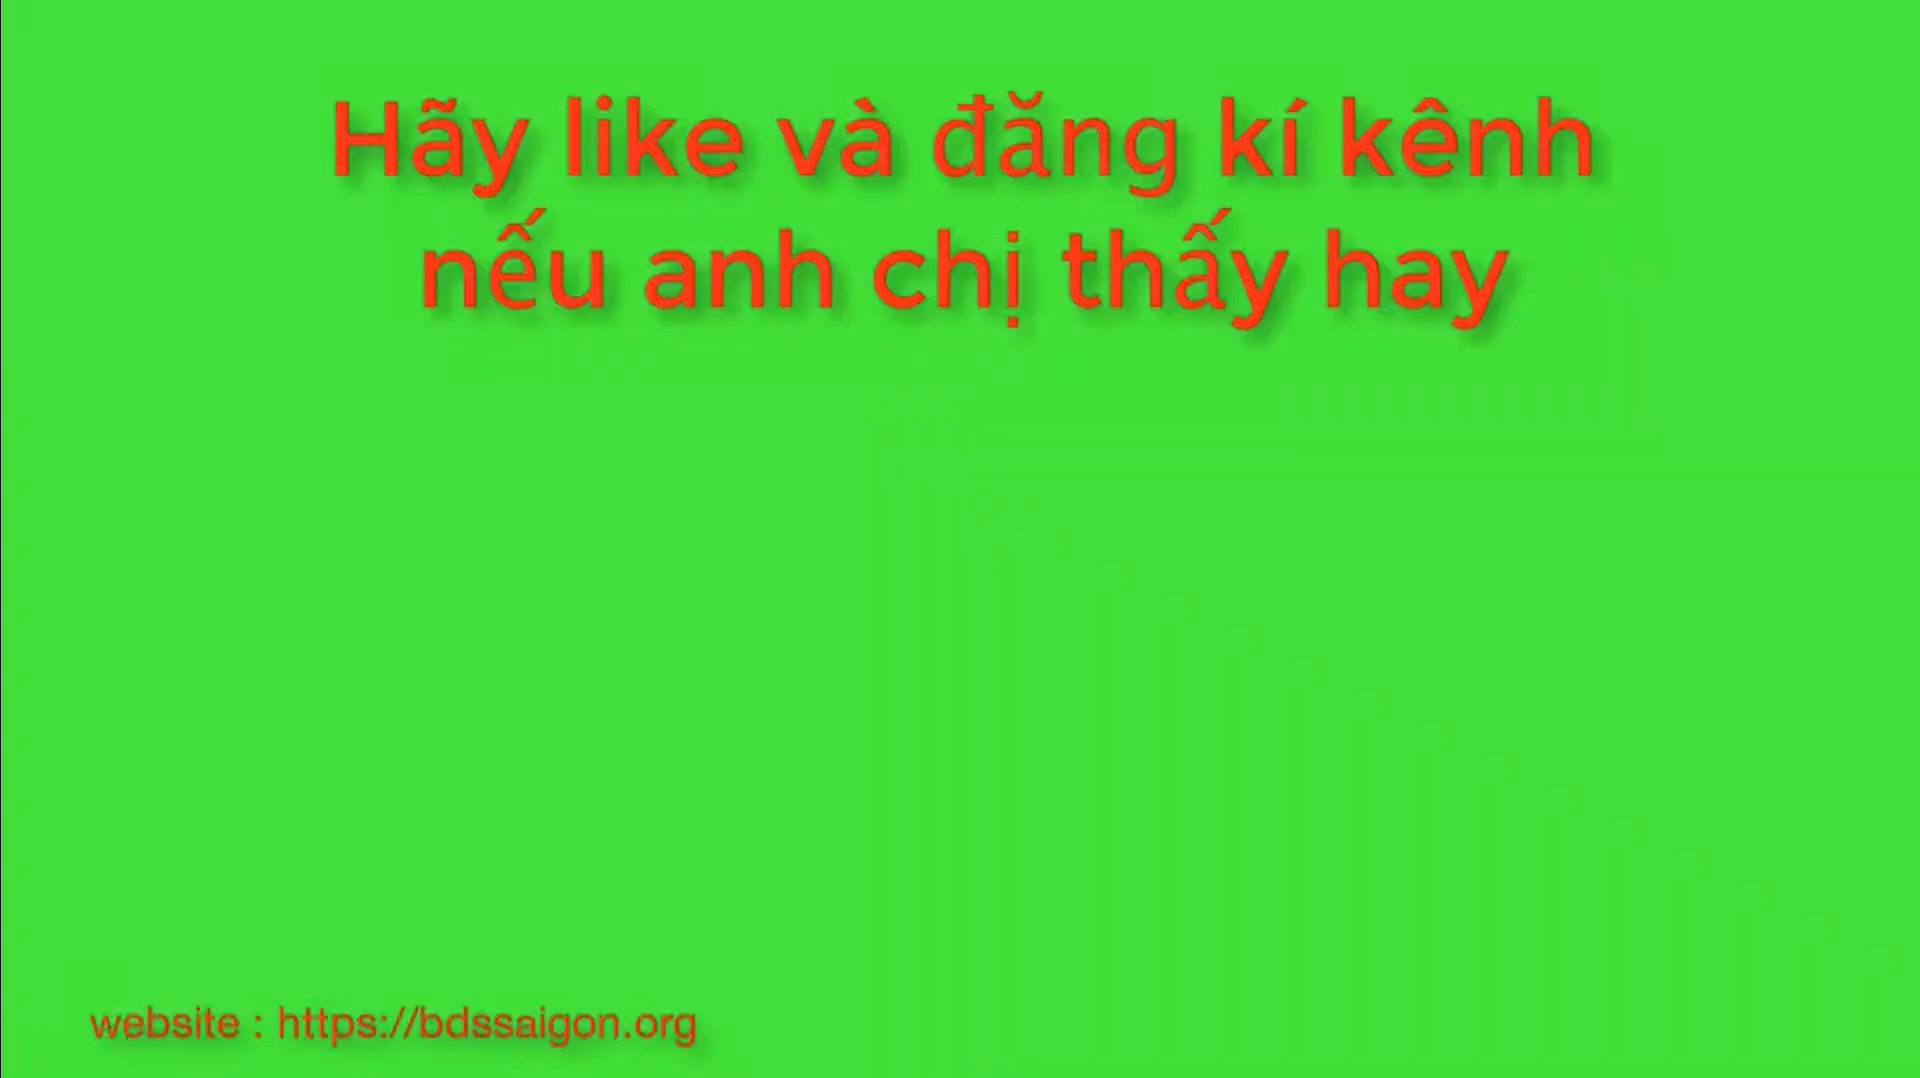 Hãy like và đăng kí kênh
nếu anh chị thấy hay
website : https://bdssaigon.org